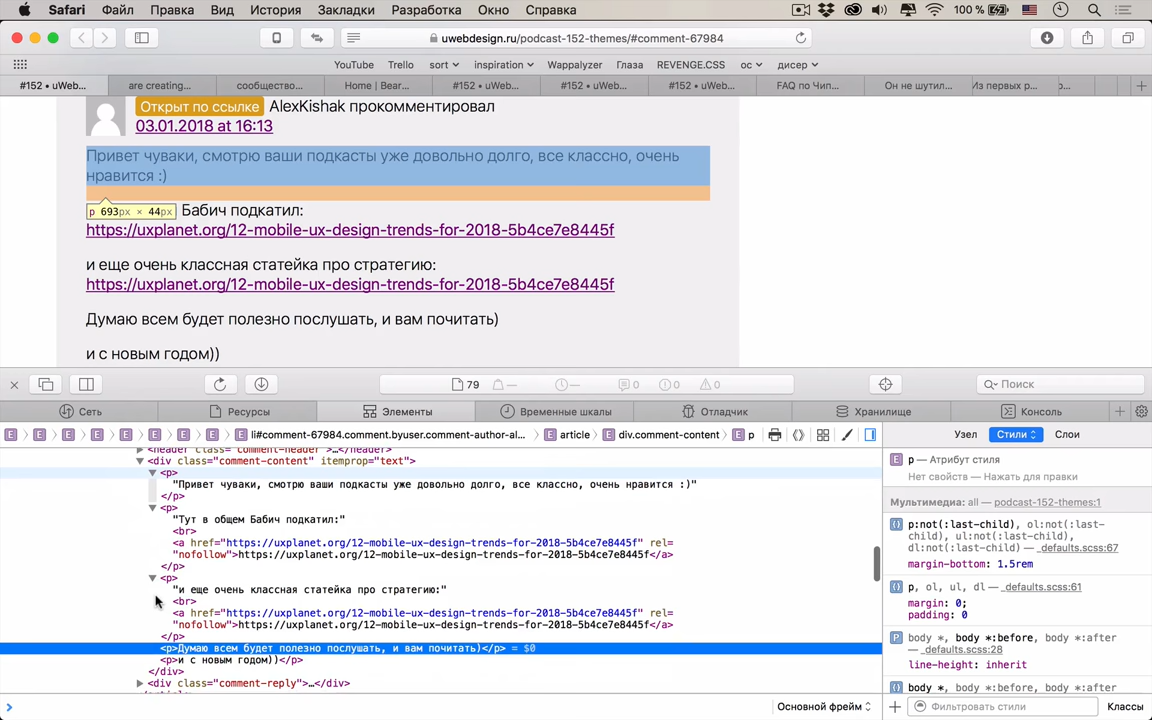 Safari Файл Правка Вид История Закладки Разработка Окно Справка 100 %
uwebdesign.ru/podcast-152-themes/#comment-67984
YouTube Trello sort inspiration Wappalyzer Глаза REVENGE.CSS ос дисер
#152 • uWeb... are creating... сообщество... Home | Bear... #152 • uWeb... #152 • uWeb... #152 • uWeb... FAQ по Чип... Он не шутил... Из первых р...
Открыт по ссылке AlexKishak прокомментировал
03.01.2018 at 16:13
Привет чуваки, смотрю ваши подкасты уже довольно долго, все классно, очень
нравится :)
p 693px × 44px Бабич подкатил:
https://uxplanet.org/12-mobile-ux-design-trends-for-2018-5b4ce7e8445f
и еще очень классная статейка про стратегию:
https://uxplanet.org/12-mobile-ux-design-trends-for-2018-5b4ce7e8445f
Думаю всем будет полезно послушать, и вам почитать)
и с новым годом))
79 — — 0 0 0 Поиск
Сеть Ресурсы Элементы Временные шкалы Отладчик Хранилище Консоль
E E E E E E E E E li#comment-67984.comment.byuser.comment-author-al... E article E div.comment-content E p Узел Стили Слои
<header class="comment-header">…</header>
<div class="comment-content" itemprop="text">
<p>
"Привет чуваки, смотрю ваши подкасты уже довольно долго, все классно, очень нравится :)"
</p>
<p>
"Тут в общем Бабич подкатил:"
<br>
<a href="https://uxplanet.org/12-mobile-ux-design-trends-for-2018-5b4ce7e8445f" rel=
"nofollow">https://uxplanet.org/12-mobile-ux-design-trends-for-2018-5b4ce7e8445f</a>
</p>
<p>
"и еще очень классная статейка про стратегию:"
<br>
<a href="https://uxplanet.org/12-mobile-ux-design-trends-for-2018-5b4ce7e8445f" rel=
"nofollow">https://uxplanet.org/12-mobile-ux-design-trends-for-2018-5b4ce7e8445f</a>
</p>
<p>Думаю всем будет полезно послушать, и вам почитать)</p> = $0
<p>и с новым годом))</p>
</div>
<div class="comment-reply">…</div>
E p — Атрибут стиля
Нет свойств — Нажать для правки
Мультимедиа: all — podcast-152-themes:1
p:not(:last-child), ol:not(:last-
child), ul:not(:last-child),
dl:not(:last-child) — _defaults.scss:67
margin-bottom: 1.5rem
p, ol, ul, dl — _defaults.scss:61
margin: 0;
padding: 0
P body *, body *:before, body *:after
— _defaults.scss:28
line-height: inherit
body *, body *:before, body *:after
Основной фрейм Фильтровать стили Классы